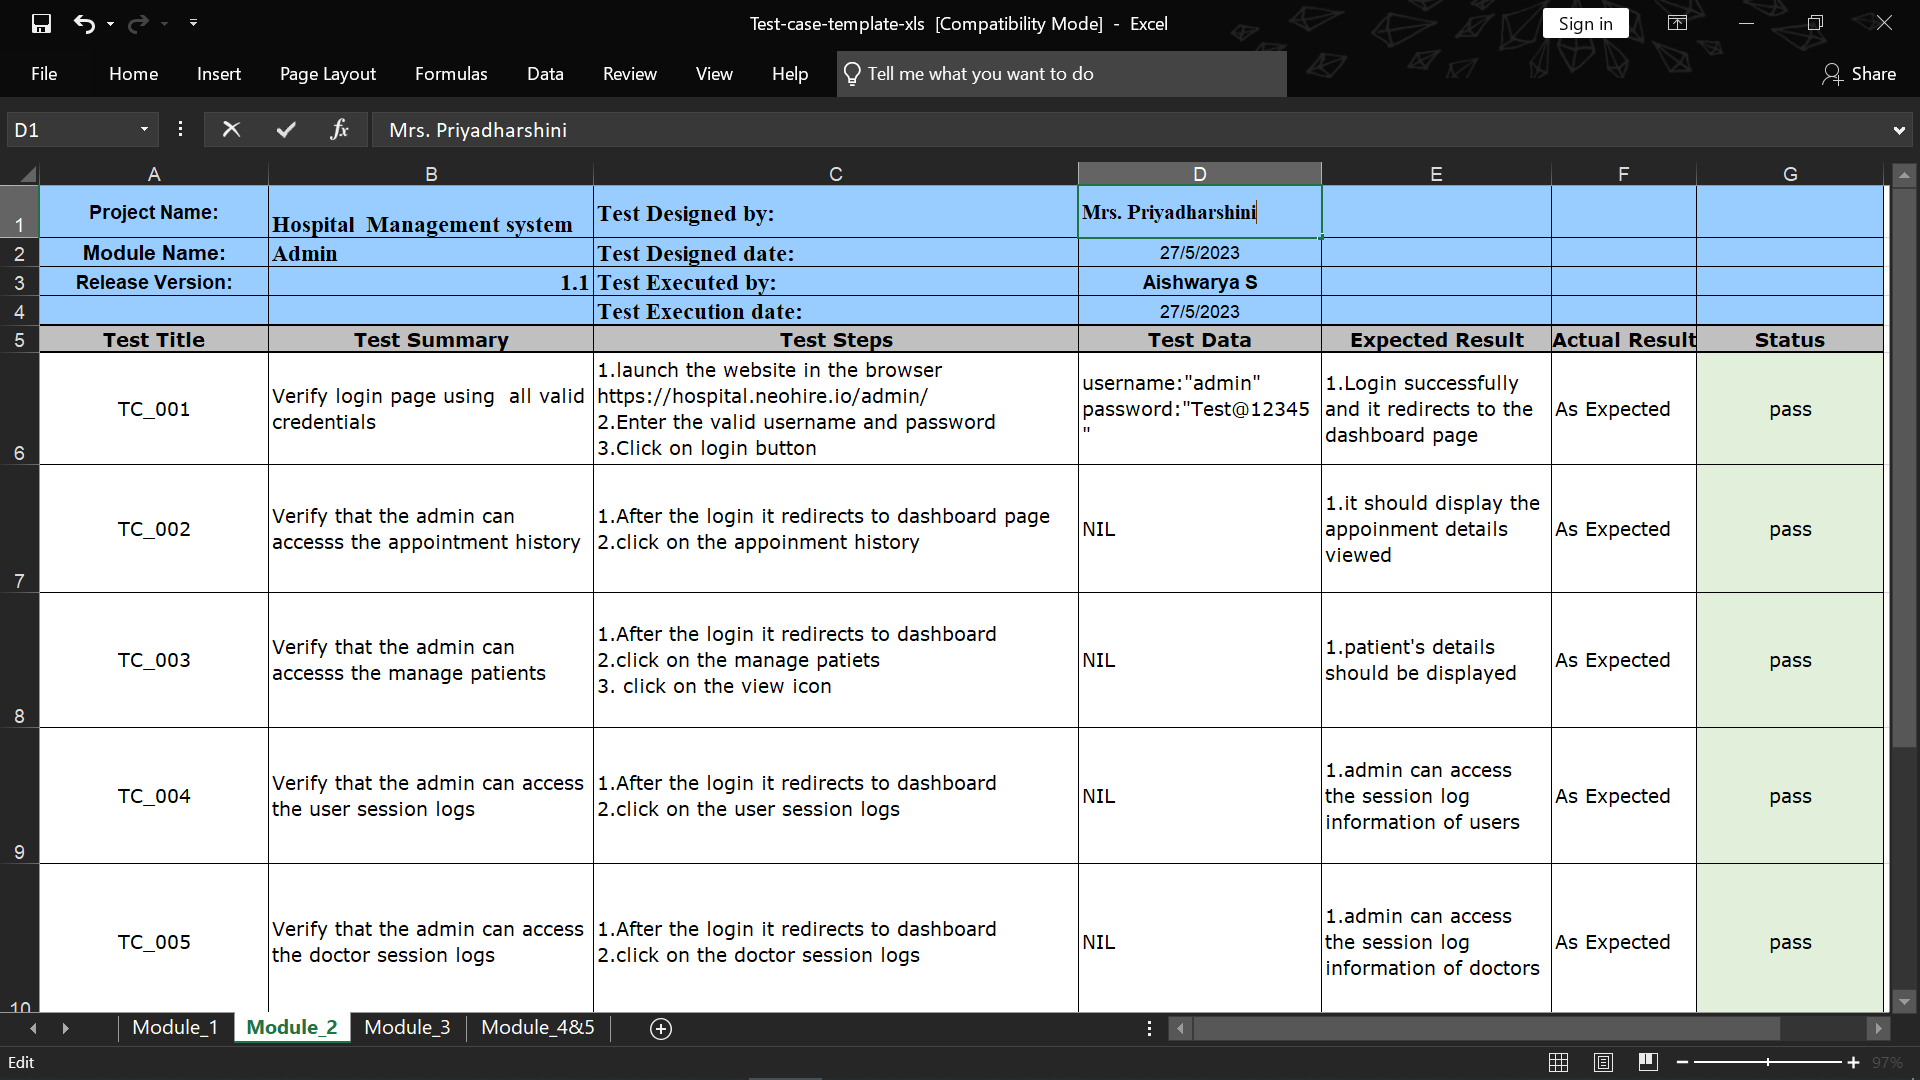 Test-case-template-xls  [Compatibility Mode]  -  Excel
Sign in
File Home Insert Page Layout Formulas Data Review View Help Tell me what you want to do Share
D1 fx Mrs. Priyadharshini
A B C D E F G
1 Project Name: Hospital  Management system Test Designed by: Mrs. Priyadharshini
2 Module Name: Admin Test Designed date: 27/5/2023
3 Release Version: 1.1 Test Executed by: Aishwarya S
4 Test Execution date: 27/5/2023
5 Test Title Test Summary Test Steps Test Data Expected Result Actual Result Status
6
TC_001
Verify login page using  all valid
credentials
1.launch the website in the browser
https://hospital.neohire.io/admin/
2.Enter the valid username and password
3.Click on login button
username:"admin"
password:"Test@12345
"
1.Login successfully
and it redirects to the
dashboard page
As Expected
pass
7
TC_002
Verify that the admin can
accesss the appointment history
1.After the login it redirects to dashboard page
2.click on the appoinment history
NIL
1.it should display the
appoinment details
viewed
As Expected
pass
8
TC_003
Verify that the admin can
accesss the manage patients
1.After the login it redirects to dashboard
2.click on the manage patiets
3. click on the view icon
NIL
1.patient's details
should be displayed
As Expected
pass
9
TC_004
Verify that the admin can access
the user session logs
1.After the login it redirects to dashboard
2.click on the user session logs
NIL
1.admin can access
the session log
information of users
As Expected
pass
10
TC_005
Verify that the admin can access
the doctor session logs
1.After the login it redirects to dashboard
2.click on the doctor session logs
NIL
1.admin can access
the session log
information of doctors
As Expected
pass
Module_1 Module_2 Module_3 Module_4&5
Edit 97%